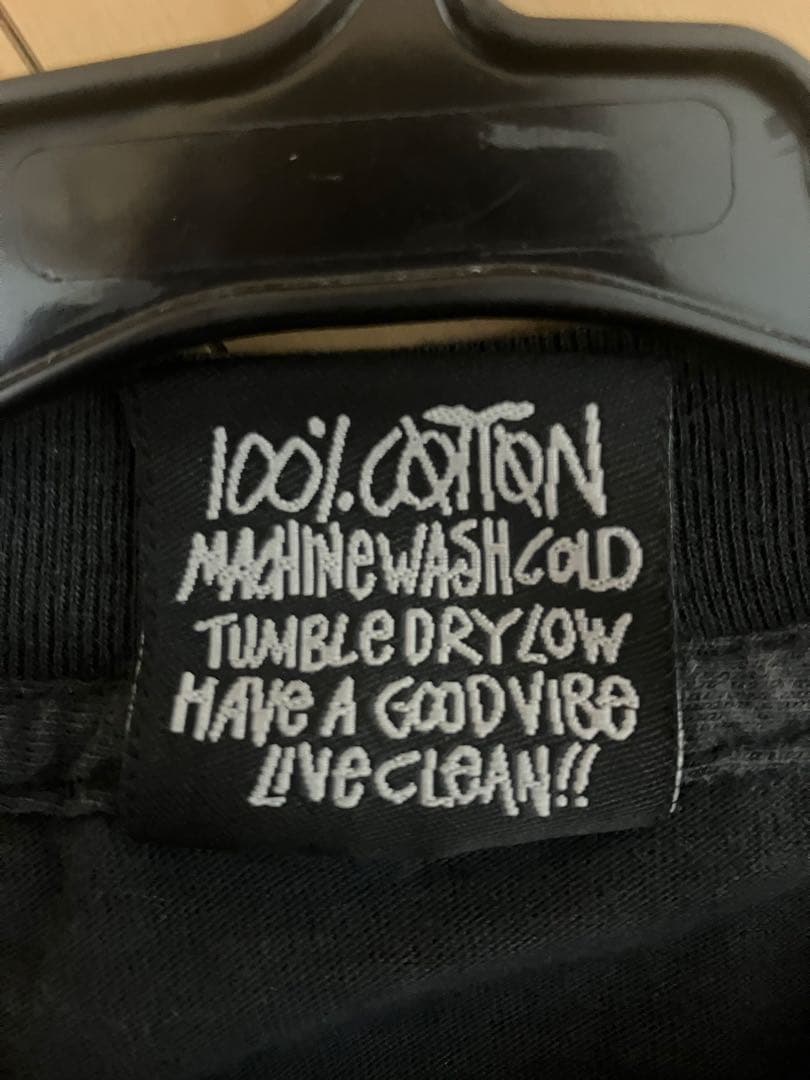 100%. COTTON
MACHINe WASH COLD
TUMBLe DRY LOW
HAVe A GOOD VIBE
LIVe CLeAN!!